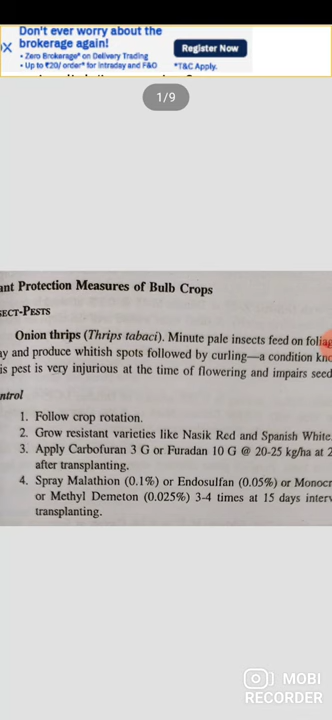 Don't ever worry about the
brokerage again!
• Zero Brokerage* on Delivery Trading
• Up to ₹20/ order* for Intraday and F&O
Register Now
*T&C Apply.
1/9
ant Protection Measures of Bulb Crops
SECT-PESTS
Onion thrips (Thrips tabaci). Minute pale insects feed on foliag
ay and produce whitish spots followed by curling—a condition kno
is pest is very injurious at the time of flowering and impairs seed
ntrol
1. Follow crop rotation.
2. Grow resistant varieties like Nasik Red and Spanish White
3. Apply Carbofuran 3 G or Furadan 10 G @ 20-25 kg/ha at 2
after transplanting.
4. Spray Malathion (0.1%) or Endosulfan (0.05%) or Monocr
or Methyl Demeton (0.025%) 3-4 times at 15 days interv
transplanting.
MOBI
RECORDER